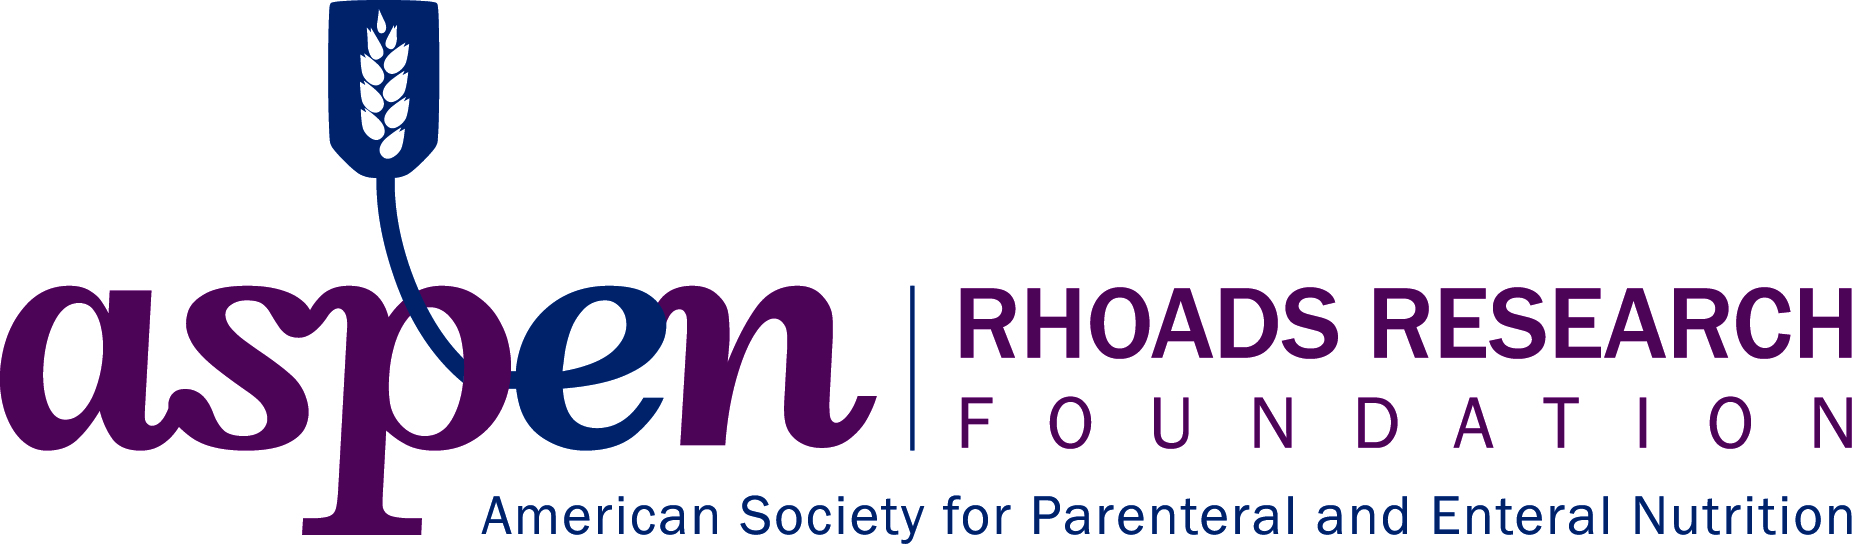 aspen
RHOADS RESEARCH
FOUNDATION
American Society for Parenteral and Enteral Nutrition